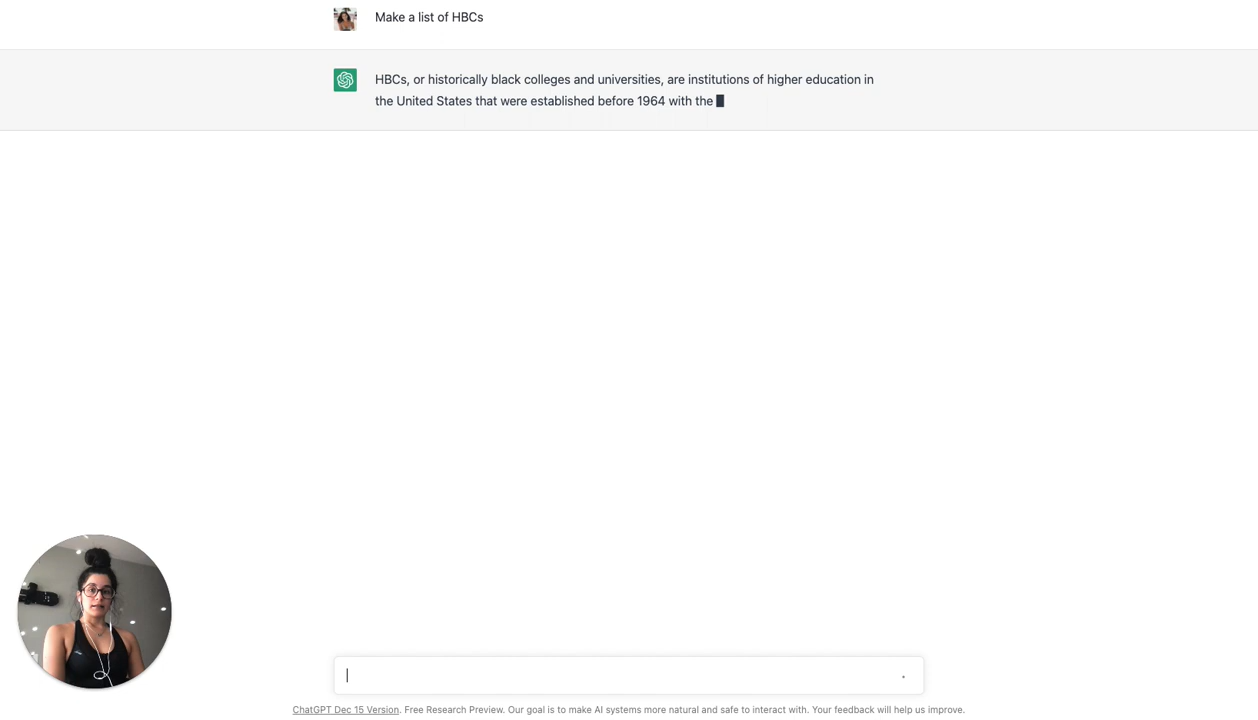 Make a list of HBCs
HBCs, or historically black colleges and universities, are institutions of higher education in
the United States that were established before 1964 with the
ChatGPT Dec 15 Version. Free Research Preview. Our goal is to make AI systems more natural and safe to interact with. Your feedback will help us improve.